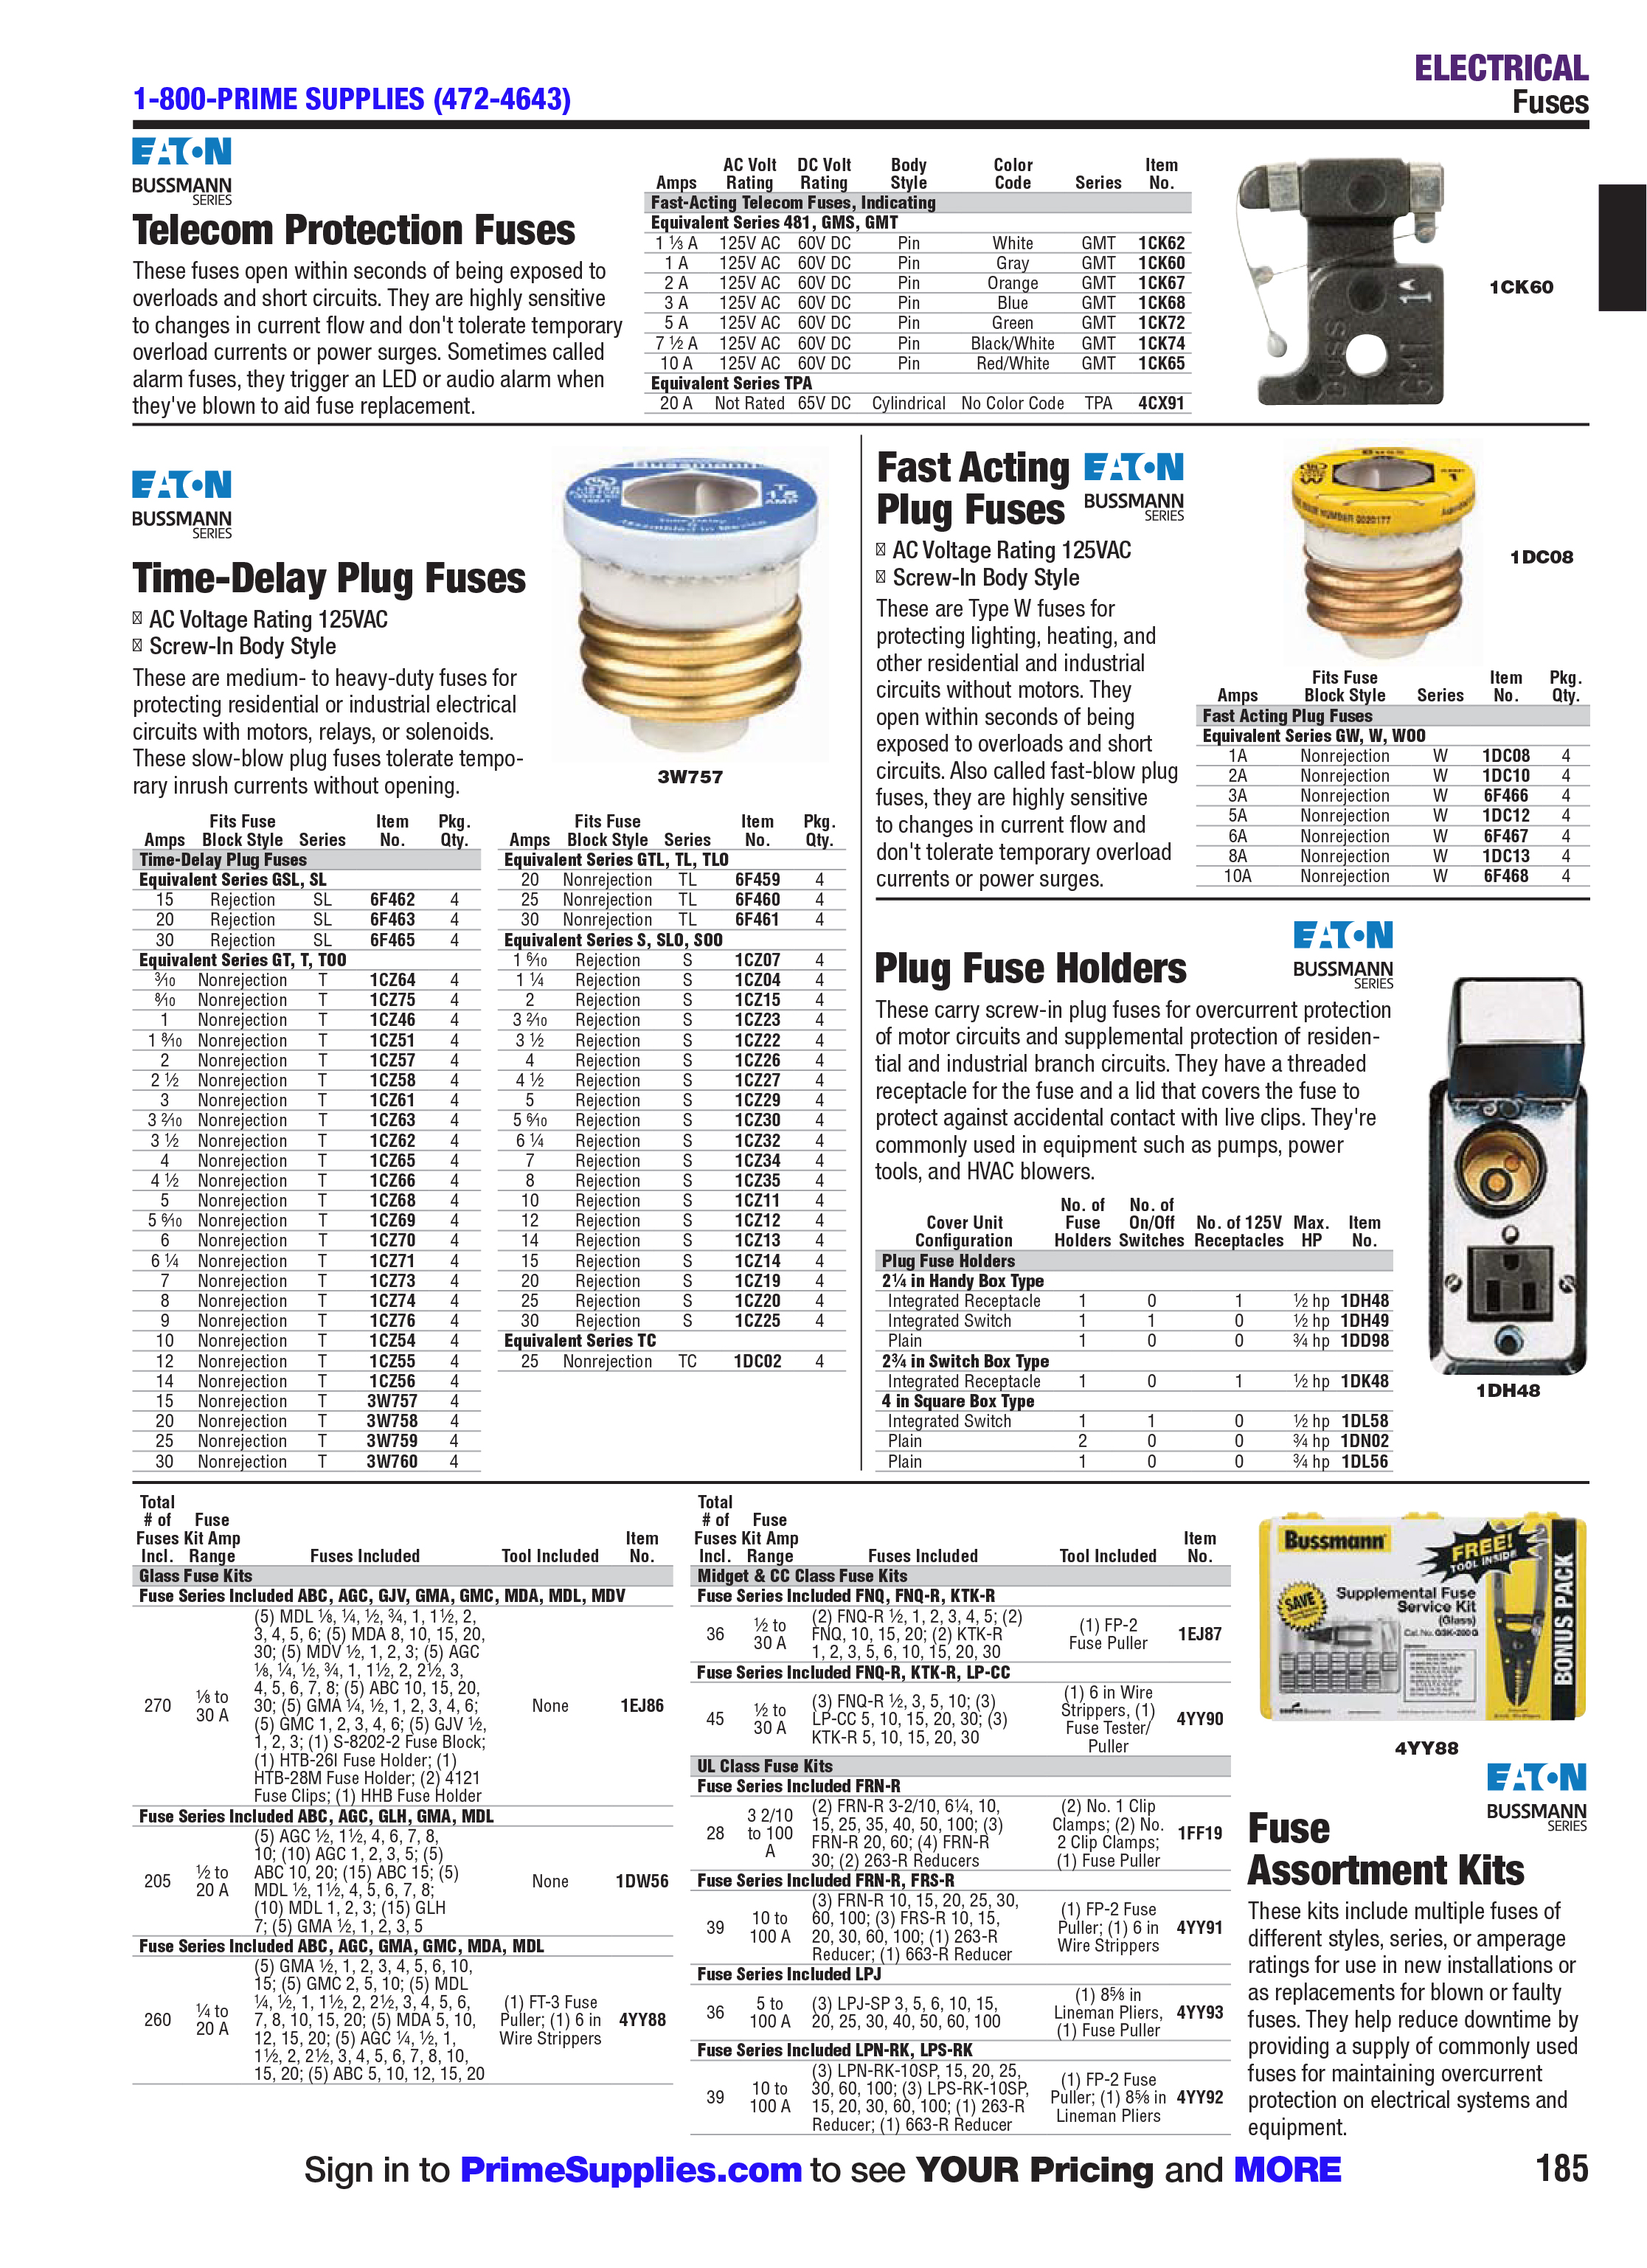 ELECTRICAL
Fuses
1-800-PRIME SUPPLIES (472-4643)
EATON
BUSSMANN
SERIES
Telecom Protection Fuses
These fuses open within seconds of being exposed to
overloads and short circuits. They are highly sensitive
to changes in current flow and don't tolerate temporary
overload currents or power surges. Sometimes called
alarm fuses, they trigger an LED or audio alarm when
they've blown to aid fuse replacement.
Amps AC Volt Rating DC Volt Rating Body Style Color Code Series Item No.
Fast-Acting Telecom Fuses, Indicating
Equivalent Series 481, GMS, GMT
1 ⅓ A 125V AC 60V DC Pin White GMT 1CK62
1 A 125V AC 60V DC Pin Gray GMT 1CK60
2 A 125V AC 60V DC Pin Orange GMT 1CK67
3 A 125V AC 60V DC Pin Blue GMT 1CK68
5 A 125V AC 60V DC Pin Green GMT 1CK72
7 ½ A 125V AC 60V DC Pin Black/White GMT 1CK74
10 A 125V AC 60V DC Pin Red/White GMT 1CK65
Equivalent Series TPA
20 A Not Rated 65V DC Cylindrical No Color Code TPA 4CX91
BUSS
GMT 1
1CK60
EATON
BUSSMANN
SERIES
Time-Delay Plug Fuses
AC Voltage Rating 125VAC
Screw-In Body Style
These are medium- to heavy-duty fuses for
protecting residential or industrial electrical
circuits with motors, relays, or solenoids.
These slow-blow plug fuses tolerate tempo-
rary inrush currents without opening.
Bussmann
T
15
AMP
3W757
Amps Fits Fuse Block Style Series Item No. Pkg. Qty.
Time-Delay Plug Fuses
Equivalent Series GSL, SL
15 Rejection SL 6F462 4
20 Rejection SL 6F463 4
30 Rejection SL 6F465 4
Equivalent Series GT, T, TOO
3/10 Nonrejection T 1CZ64 4
8/10 Nonrejection T 1CZ75 4
1 Nonrejection T 1CZ46 4
1 8/10 Nonrejection T 1CZ51 4
2 Nonrejection T 1CZ57 4
2 ½ Nonrejection T 1CZ58 4
3 Nonrejection T 1CZ61 4
3 2/10 Nonrejection T 1CZ63 4
3 ½ Nonrejection T 1CZ62 4
4 Nonrejection T 1CZ65 4
4 ½ Nonrejection T 1CZ66 4
5 Nonrejection T 1CZ68 4
5 6/10 Nonrejection T 1CZ69 4
6 Nonrejection T 1CZ70 4
6 ¼ Nonrejection T 1CZ71 4
7 Nonrejection T 1CZ73 4
8 Nonrejection T 1CZ74 4
9 Nonrejection T 1CZ76 4
10 Nonrejection T 1CZ54 4
12 Nonrejection T 1CZ55 4
14 Nonrejection T 1CZ56 4
15 Nonrejection T 3W757 4
20 Nonrejection T 3W758 4
25 Nonrejection T 3W759 4
30 Nonrejection T 3W760 4
Amps Fits Fuse Block Style Series Item No. Pkg. Qty.
Equivalent Series GTL, TL, TLO
20 Nonrejection TL 6F459 4
25 Nonrejection TL 6F460 4
30 Nonrejection TL 6F461 4
Equivalent Series S, SLO, SOO
1 6/10 Rejection S 1CZ07 4
1 ¼ Rejection S 1CZ04 4
2 Rejection S 1CZ15 4
3 2/10 Rejection S 1CZ23 4
3 ½ Rejection S 1CZ22 4
4 Rejection S 1CZ26 4
4 ½ Rejection S 1CZ27 4
5 Rejection S 1CZ29 4
5 6/10 Rejection S 1CZ30 4
6 ¼ Rejection S 1CZ32 4
7 Rejection S 1CZ34 4
8 Rejection S 1CZ35 4
10 Rejection S 1CZ11 4
12 Rejection S 1CZ12 4
14 Rejection S 1CZ13 4
15 Rejection S 1CZ14 4
20 Rejection S 1CZ19 4
25 Rejection S 1CZ20 4
30 Rejection S 1CZ25 4
Equivalent Series TC
25 Nonrejection TC 1DC02 4
Fast Acting
Plug Fuses
EATON
BUSSMANN
SERIES
AC Voltage Rating 125VAC
Screw-In Body Style
These are Type W fuses for
protecting lighting, heating, and
other residential and industrial
circuits without motors. They
open within seconds of being
exposed to overloads and short
circuits. Also called fast-blow plug
fuses, they are highly sensitive
to changes in current flow and
don't tolerate temporary overload
currents or power surges.
1DC08
Amps Fits Fuse Block Style Series Item No. Pkg. Qty.
Fast Acting Plug Fuses
Equivalent Series GW, W, WOO
1A Nonrejection W 1DC08 4
2A Nonrejection W 1DC10 4
3A Nonrejection W 6F466 4
5A Nonrejection W 1DC12 4
6A Nonrejection W 6F467 4
8A Nonrejection W 1DC13 4
10A Nonrejection W 6F468 4
Plug Fuse Holders
EATON
BUSSMANN
SERIES
These carry screw-in plug fuses for overcurrent protection
of motor circuits and supplemental protection of residen-
tial and industrial branch circuits. They have a threaded
receptacle for the fuse and a lid that covers the fuse to
protect against accidental contact with live clips. They're
commonly used in equipment such as pumps, power
tools, and HVAC blowers.
Cover Unit Configuration No. of Fuse Holders No. of On/Off Switches No. of 125V Receptacles Max. HP Item No.
Plug Fuse Holders
2¼ in Handy Box Type
Integrated Receptacle 1 0 1 ½ hp 1DH48
Integrated Switch 1 1 0 ½ hp 1DH49
Plain 1 0 0 ¾ hp 1DD98
2¾ in Switch Box Type
Integrated Receptacle 1 0 1 ½ hp 1DK48
4 in Square Box Type
Integrated Switch 1 1 0 ½ hp 1DL58
Plain 2 0 0 ¾ hp 1DN02
Plain 1 0 0 ¾ hp 1DL56
1DH48
Total # of Fuses Incl. Fuse Kit Amp Range Fuses Included Tool Included Item No.
Glass Fuse Kits
Fuse Series Included ABC, AGC, GJV, GMA, GMC, MDA, MDL, MDV
(5) MDL ⅛, ¼, ½, ¾, 1, 1½, 2,
3, 4, 5, 6; (5) MDA 8, 10, 15, 20,
30; (5) MDV ½, 1, 2, 3; (5) AGC
⅛, ¼, ½, ¾, 1, 1½, 2, 2½, 3,
4, 5, 6, 7, 8; (5) ABC 10, 15, 20,
270 ⅛ to 30 A 30; (5) GMA ¼, ½, 1, 2, 3, 4, 6; None 1EJ86
(5) GMC 1, 2, 3, 4, 6; (5) GJV ½,
1, 2, 3; (1) S-8202-2 Fuse Block;
(1) HTB-26I Fuse Holder; (1)
HTB-28M Fuse Holder; (2) 4121
Fuse Clips; (1) HHB Fuse Holder
Fuse Series Included ABC, AGC, GLH, GMA, MDL
(5) AGC ½, 1½, 4, 6, 7, 8,
10; (10) AGC 1, 2, 3, 5; (5)
205 ½ to 20 A ABC 10, 20; (15) ABC 15; (5) None 1DW56
MDL ½, 1½, 4, 5, 6, 7, 8;
(10) MDL 1, 2, 3; (15) GLH
7; (5) GMA ½, 1, 2, 3, 5
Fuse Series Included ABC, AGC, GMA, GMC, MDA, MDL
(5) GMA ½, 1, 2, 3, 4, 5, 6, 10,
15; (5) GMC 2, 5, 10; (5) MDL
¼, ½, 1, 1½, 2, 2½, 3, 4, 5, 6, (1) FT-3 Fuse
260 ¼ to 20 A 7, 8, 10, 15, 20; (5) MDA 5, 10, Puller; (1) 6 in 4YY88
12, 15, 20; (5) AGC ¼, ½, 1, Wire Strippers
1½, 2, 2½, 3, 4, 5, 6, 7, 8, 10,
15, 20; (5) ABC 5, 10, 12, 15, 20
Total # of Fuses Incl. Fuse Kit Amp Range Fuses Included Tool Included Item No.
Midget & CC Class Fuse Kits
Fuse Series Included FNQ, FNQ-R, KTK-R
(2) FNQ-R ½, 1, 2, 3, 4, 5; (2)
36 ½ to 30 A FNQ, 10, 15, 20; (2) KTK-R (1) FP-2 Fuse Puller 1EJ87
1, 2, 3, 5, 6, 10, 15, 20, 30
Fuse Series Included FNQ-R, KTK-R, LP-CC
(3) FNQ-R ½, 3, 5, 10; (3) (1) 6 in Wire
45 ½ to 30 A LP-CC 5, 10, 15, 20, 30; (3) Strippers, (1) 4YY90
KTK-R 5, 10, 15, 20, 30 Fuse Tester/
Puller
UL Class Fuse Kits
Fuse Series Included FRN-R
(2) FRN-R 3-2/10, 6¼, 10, (2) No. 1 Clip
28 3 2/10 to 100 A 15, 25, 35, 40, 50, 100; (3) Clamps; (2) No. 1FF19
FRN-R 20, 60; (4) FRN-R 2 Clip Clamps;
30; (2) 263-R Reducers (1) Fuse Puller
Fuse Series Included FRN-R, FRS-R
(3) FRN-R 10, 15, 20, 25, 30,
39 10 to 100 A 60, 100; (3) FRS-R 10, 15, (1) FP-2 Fuse 4YY91
20, 30, 60, 100; (1) 263-R Puller; (1) 6 in
Reducer; (1) 663-R Reducer Wire Strippers
Fuse Series Included LPJ
36 5 to 100 A (3) LPJ-SP 3, 5, 6, 10, 15, (1) 8⅝ in 4YY93
20, 25, 30, 40, 50, 60, 100 Lineman Pliers,
(1) Fuse Puller
Fuse Series Included LPN-RK, LPS-RK
(3) LPN-RK-10SP, 15, 20, 25,
39 10 to 100 A 30, 60, 100; (3) LPS-RK-10SP, (1) FP-2 Fuse 4YY92
15, 20, 30, 60, 100; (1) 263-R Puller; (1) 8⅝ in
Reducer; (1) 663-R Reducer Lineman Pliers
Bussmann
FREE!
TOOL INSIDE
SAVE
Supplemental Fuse
Service Kit
(Glass)
BONUS PACK
4YY88
EATON
BUSSMANN
SERIES
Fuse
Assortment Kits
These kits include multiple fuses of
different styles, series, or amperage
ratings for use in new installations or
as replacements for blown or faulty
fuses. They help reduce downtime by
providing a supply of commonly used
fuses for maintaining overcurrent
protection on electrical systems and
equipment.
Sign in to PrimeSupplies.com to see YOUR Pricing and MORE
185